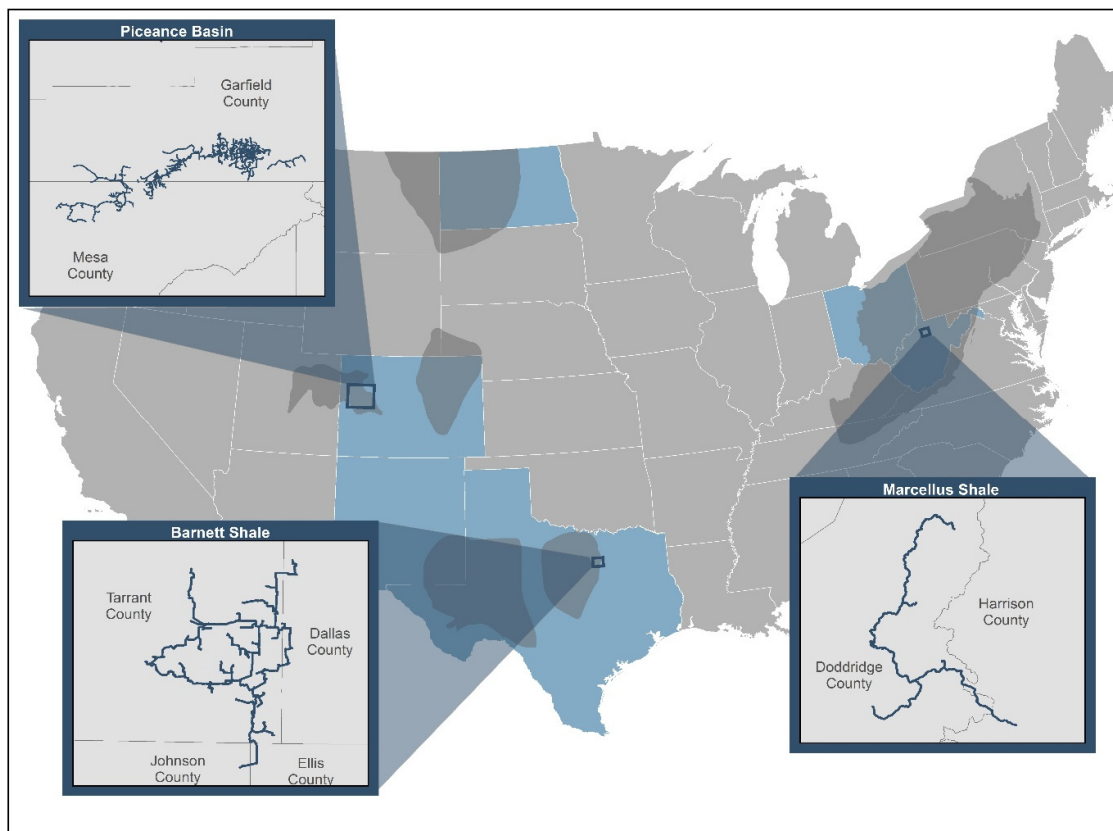 Piceance Basin
Garfield
County
Mesa
County
Barnett Shale
Tarrant
County
Dallas
County
Johnson
County
Ellis
County
Marcellus Shale
Harrison
County
Doddridge
County